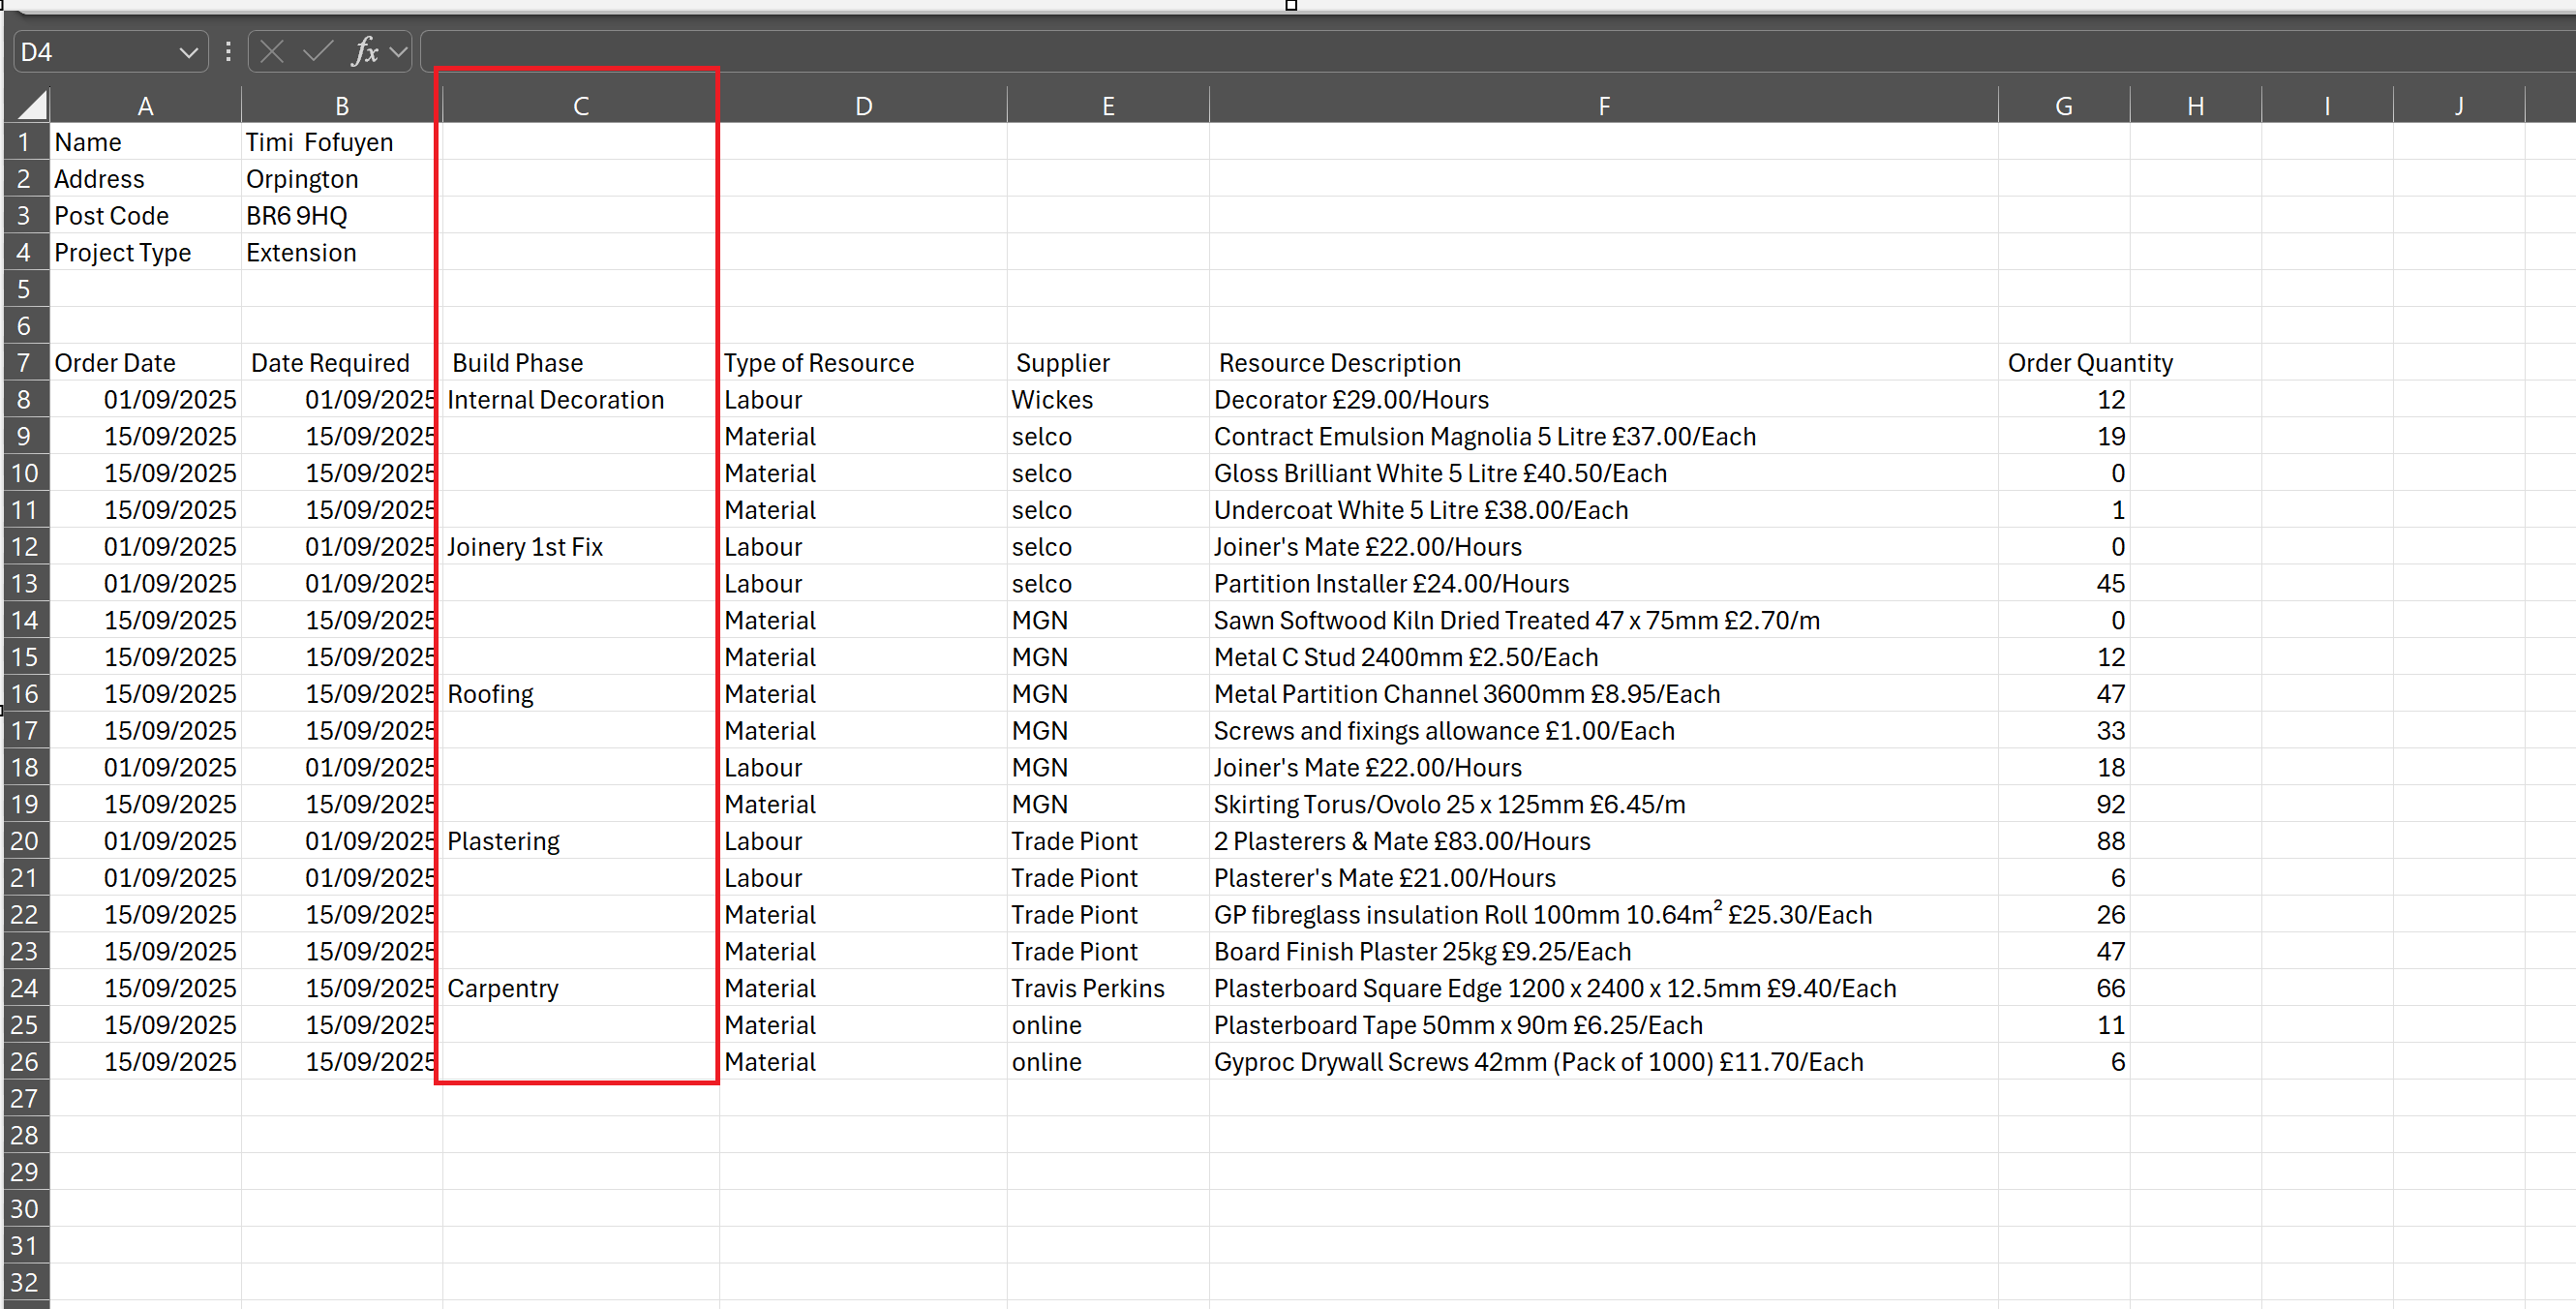 D4 fx
A B C D E F G H I J
1 Name Timi  Fofuyen
2 Address Orpington
3 Post Code BR6 9HQ
4 Project Type Extension
5
6
7 Order Date Date Required Build Phase Type of Resource Supplier Resource Description Order Quantity
8 01/09/2025 01/09/2025 Internal Decoration Labour Wickes Decorator £29.00/Hours 12
9 15/09/2025 15/09/2025 Material selco Contract Emulsion Magnolia 5 Litre £37.00/Each 19
10 15/09/2025 15/09/2025 Material selco Gloss Brilliant White 5 Litre £40.50/Each 0
11 15/09/2025 15/09/2025 Material selco Undercoat White 5 Litre £38.00/Each 1
12 01/09/2025 01/09/2025 Joinery 1st Fix Labour selco Joiner's Mate £22.00/Hours 0
13 01/09/2025 01/09/2025 Labour selco Partition Installer £24.00/Hours 45
14 15/09/2025 15/09/2025 Material MGN Sawn Softwood Kiln Dried Treated 47 x 75mm £2.70/m 0
15 15/09/2025 15/09/2025 Material MGN Metal C Stud 2400mm £2.50/Each 12
16 15/09/2025 15/09/2025 Roofing Material MGN Metal Partition Channel 3600mm £8.95/Each 47
17 15/09/2025 15/09/2025 Material MGN Screws and fixings allowance £1.00/Each 33
18 01/09/2025 01/09/2025 Labour MGN Joiner's Mate £22.00/Hours 18
19 15/09/2025 15/09/2025 Material MGN Skirting Torus/Ovolo 25 x 125mm £6.45/m 92
20 01/09/2025 01/09/2025 Plastering Labour Trade Piont 2 Plasterers & Mate £83.00/Hours 88
21 01/09/2025 01/09/2025 Labour Trade Piont Plasterer's Mate £21.00/Hours 6
22 15/09/2025 15/09/2025 Material Trade Piont GP fibreglass insulation Roll 100mm 10.64m² £25.30/Each 26
23 15/09/2025 15/09/2025 Material Trade Piont Board Finish Plaster 25kg £9.25/Each 47
24 15/09/2025 15/09/2025 Carpentry Material Travis Perkins Plasterboard Square Edge 1200 x 2400 x 12.5mm £9.40/Each 66
25 15/09/2025 15/09/2025 Material online Plasterboard Tape 50mm x 90m £6.25/Each 11
26 15/09/2025 15/09/2025 Material online Gyproc Drywall Screws 42mm (Pack of 1000) £11.70/Each 6
27
28
29
30
31
32